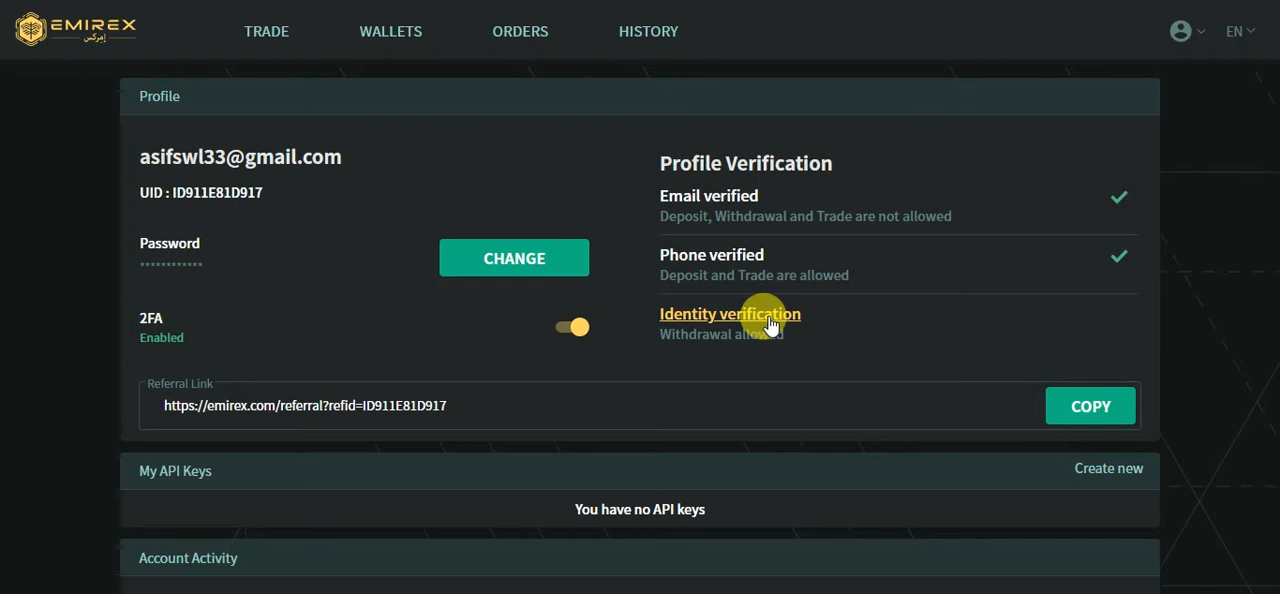 EMIREX
إمركس
TRADE
WALLETS
ORDERS
HISTORY
EN
Profile
asifswl33@gmail.com
UID : ID911E81D917
Password
************
CHANGE
2FA
Enabled
Profile Verification
Email verified
Deposit, Withdrawal and Trade are not allowed
Phone verified
Deposit and Trade are allowed
Identity verification
Withdrawal allowed
Referral Link
https://emirex.com/referral?refid=ID911E81D917
COPY
My API Keys
Create new
You have no API keys
Account Activity